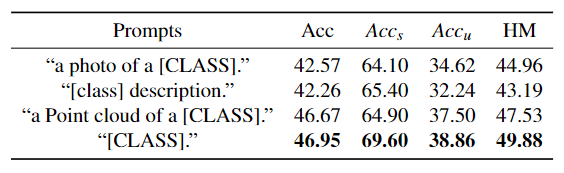 Prompts Acc Accs Accu HM
“a photo of a [CLASS].” 42.57 64.10 34.62 44.96
“[class] description.” 42.26 65.40 32.24 43.19
“a Point cloud of a [CLASS].” 46.67 64.90 37.50 47.53
“[CLASS].” 46.95 69.60 38.86 49.88